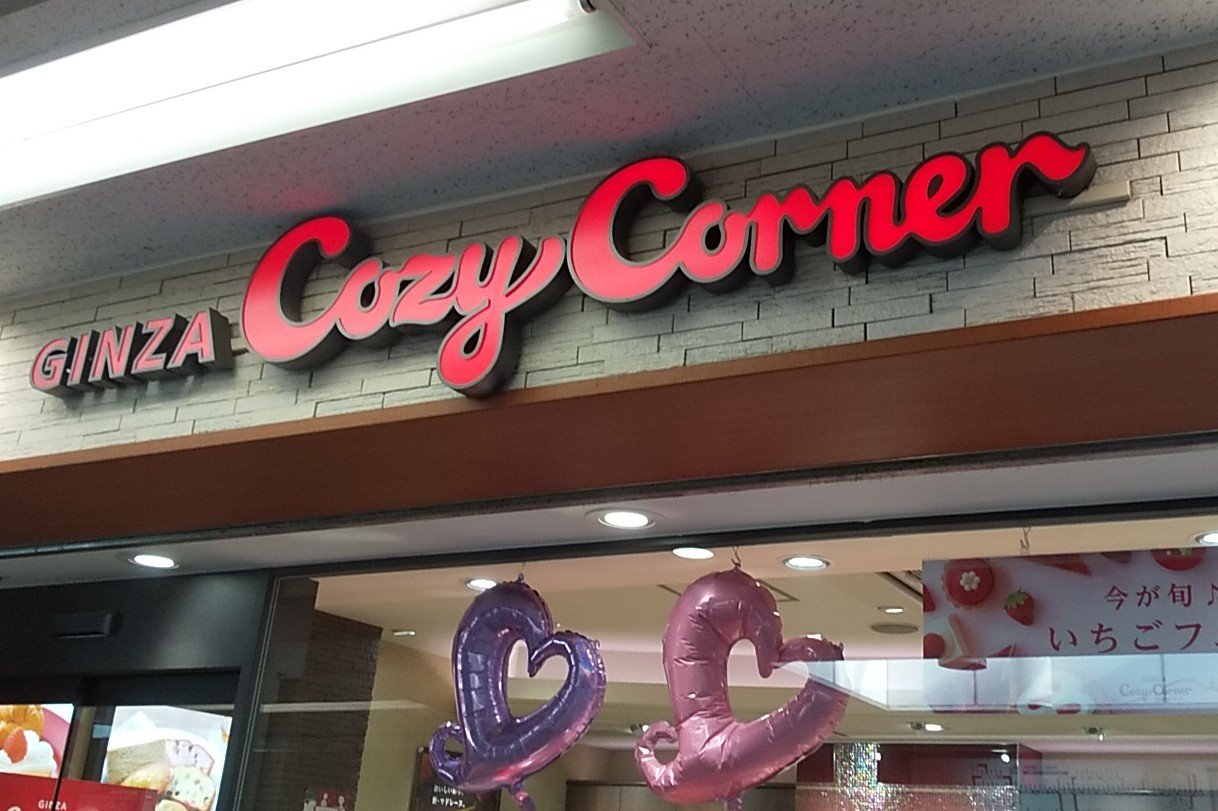 GINZA Cozy Corner
今が旬♪
いちごフ
Cozy Corner
GINZA